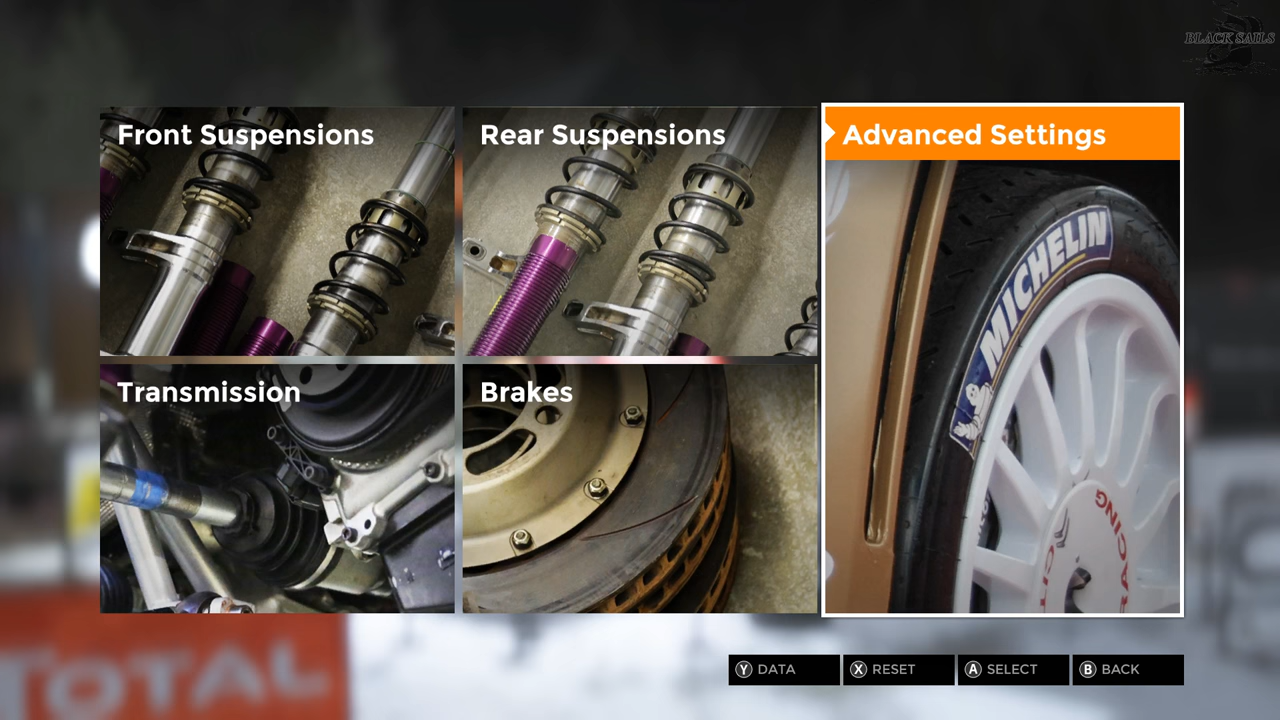 BLACK SAILS
Front Suspensions
Rear Suspensions
Advanced Settings
MICHELIN
Transmission
Brakes
RACING
TOTAL
Y DATA
X RESET
A SELECT
B BACK